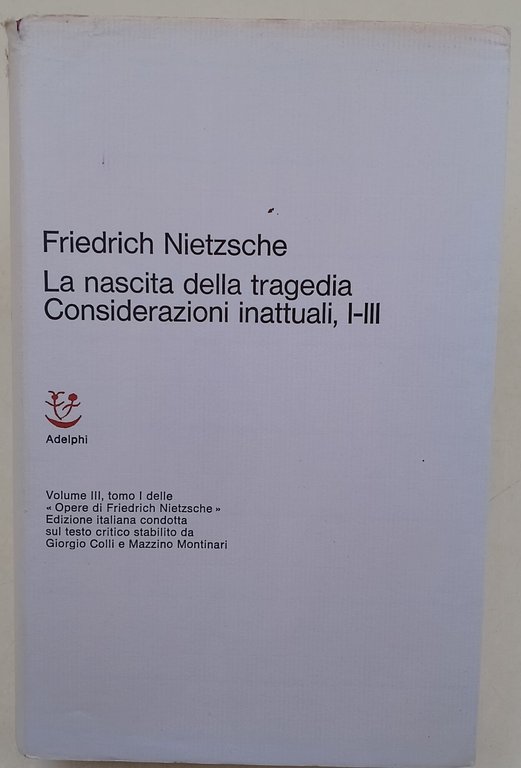 Friedrich Nietzsche
La nascita della tragedia
Considerazioni inattuali, I-III
Adelphi
Volume III, tomo I delle
« Opere di Friedrich Nietzsche »
Edizione italiana condotta
sul testo critico stabilito da
Giorgio Colli e Mazzino Montinari